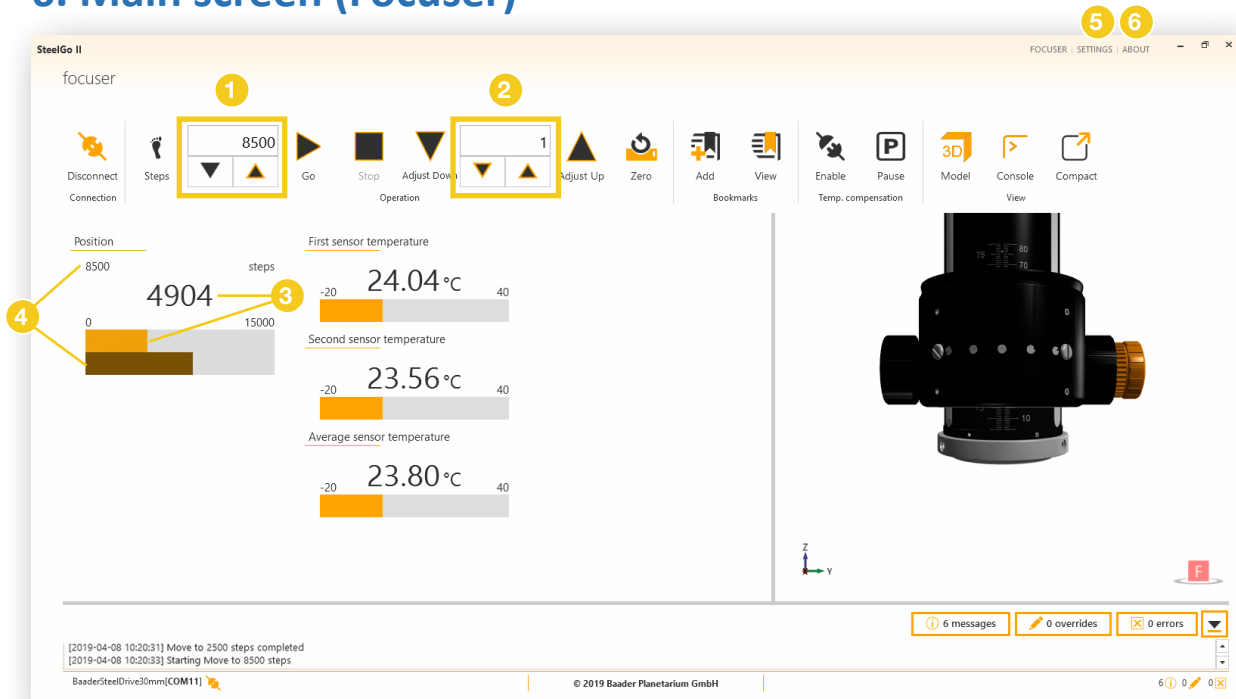 5 6
SteelGo II
FOCUSER | SETTINGS | ABOUT
focuser
1 2
8500
1
3D
P
Disconnect Steps Go Stop Adjust Down Adjust Up Zero Add View Enable Pause Model Console Compact
Connection Operation Bookmarks Temp. compensation View
Position
8500 steps
4904
3
4
0 15000
First sensor temperature
24.04 °C
-20 40
Second sensor temperature
23.56 °C
-20 40
Average sensor temperature
23.80 °C
-20 40
80
75
70
10
Z
Y
F
6 messages 0 overrides 0 errors
[2019-04-08 10:20:31] Move to 2500 steps completed
[2019-04-08 10:20:33] Starting Move to 8500 steps
BaaderSteelDrive30mm[COM11]
© 2019 Baader Planetarium GmbH
6 0 0